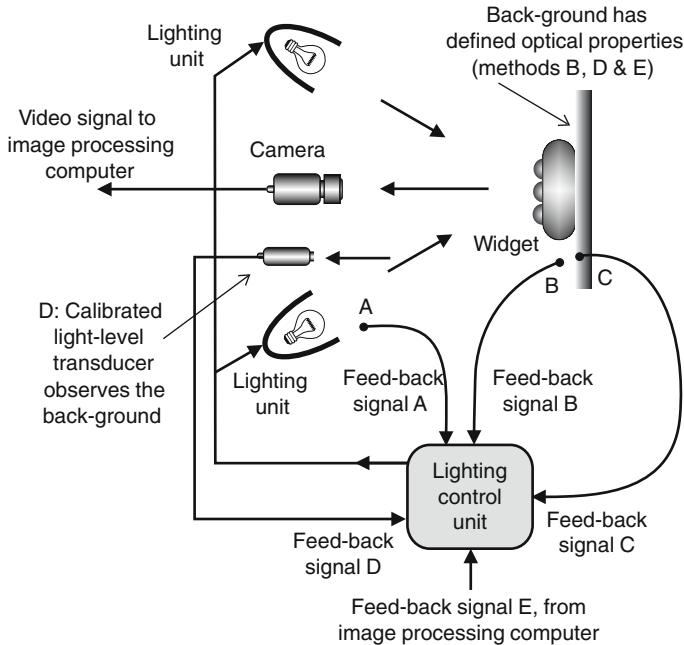 Lighting
unit
Back-ground has
defined optical properties
(methods B, D & E)
Video signal to
image processing
computer
Camera
Widget
B
C
D: Calibrated
light-level
transducer
observes the
back-ground
A
Lighting
unit
Feed-back
signal A
Feed-back
signal B
Lighting
control
unit
Feed-back
signal C
Feed-back
signal D
Feed-back signal E, from
image processing computer